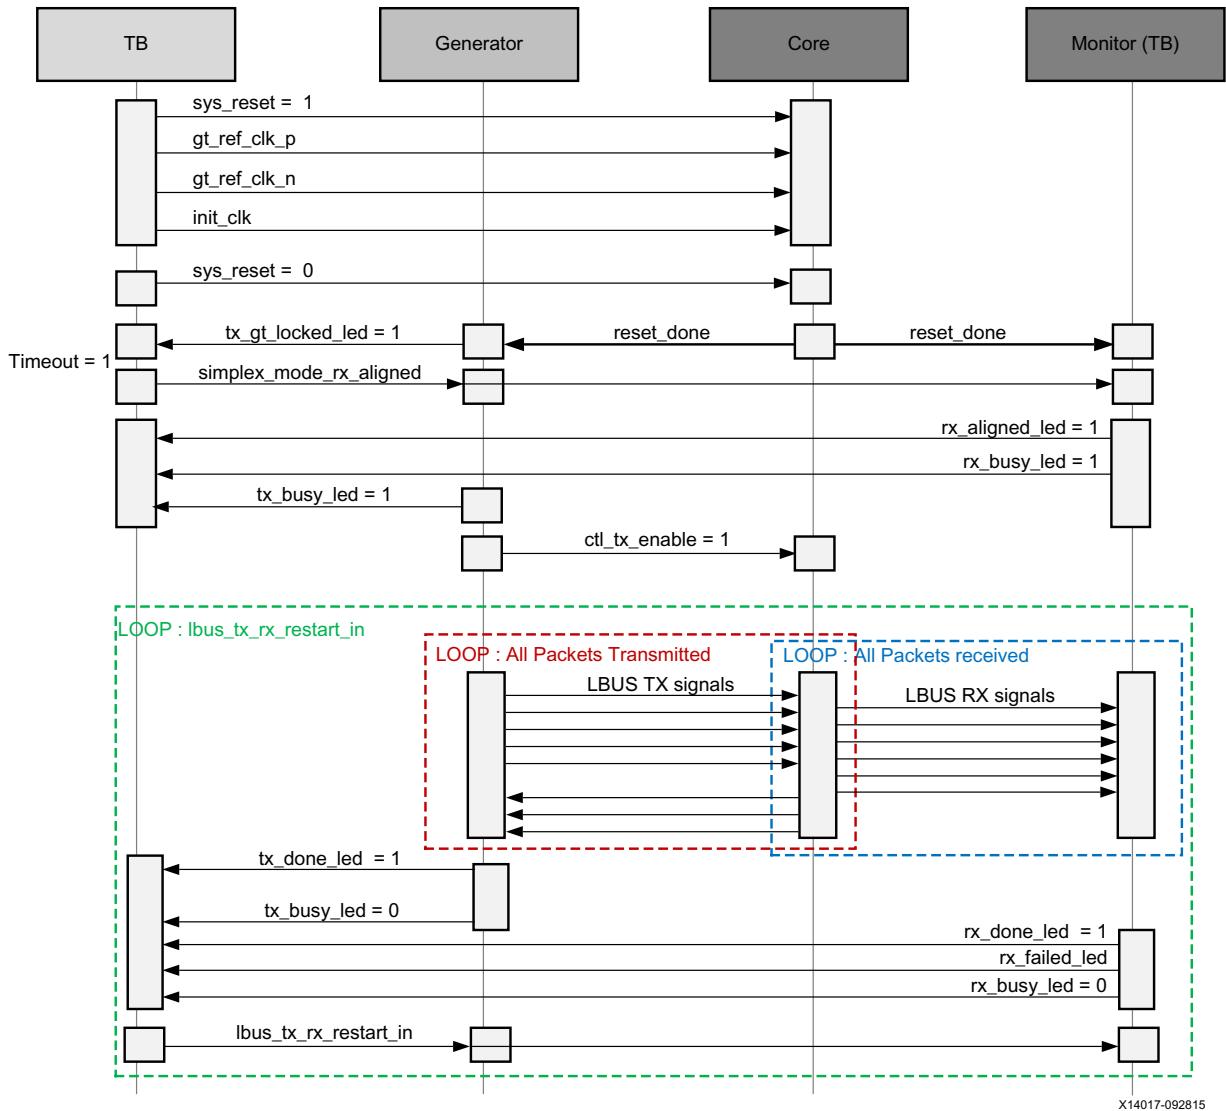 TB
Generator
Core
Monitor (TB)
sys_reset = 1
gt_ref_clk_p
gt_ref_clk_n
init_clk
sys_reset = 0
tx_gt_locked_led = 1
reset_done
reset_done
Timeout = 1
simplex_mode_rx_aligned
rx_aligned_led = 1
rx_busy_led = 1
tx_busy_led = 1
ctl_tx_enable = 1
LOOP : lbus_tx_rx_restart_in
LOOP : All Packets Transmitted
LOOP : All Packets received
LBUS TX signals
LBUS RX signals
tx_done_led = 1
tx_busy_led = 0
rx_done_led = 1
rx_failed_led
rx_busy_led = 0
lbus_tx_rx_restart_in
X14017-092815